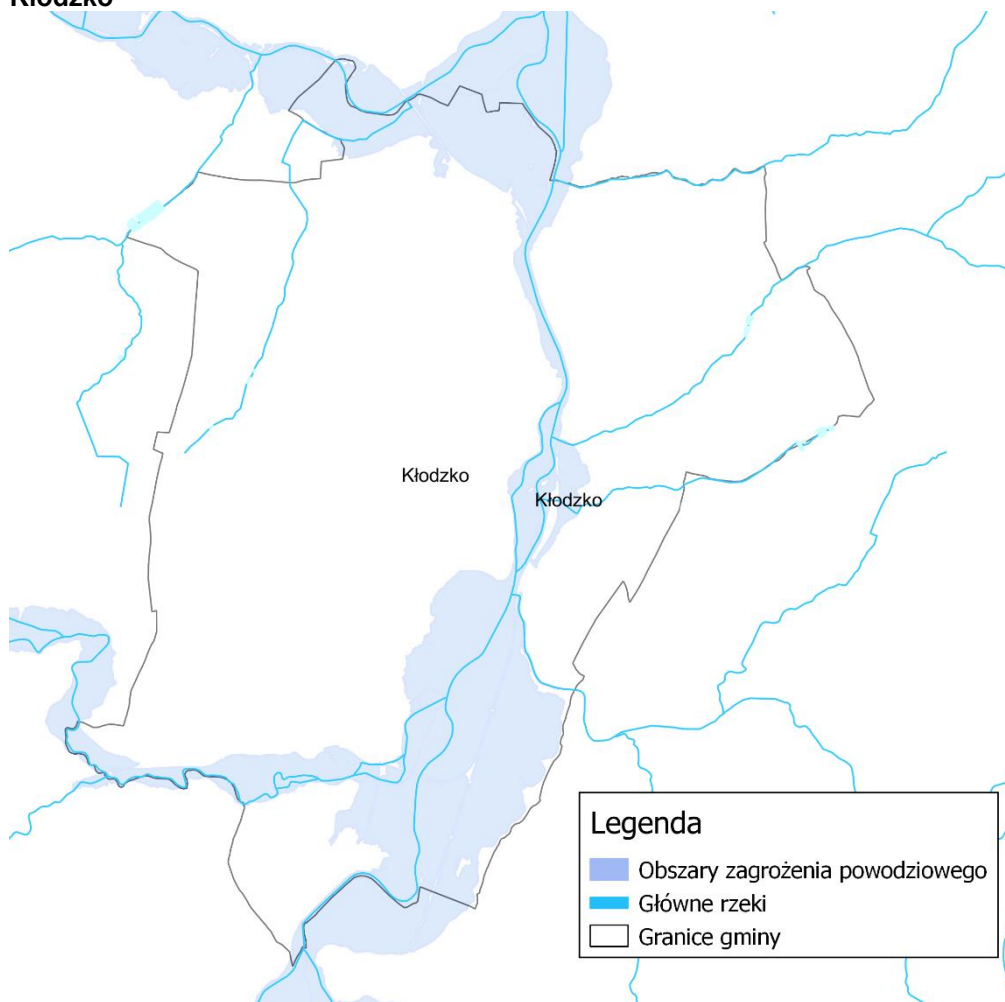 Kłodzko
Kłodzko
Kłodzko
Legenda
Obszary zagrożenia powodziowego
Główne rzeki
Granice gminy